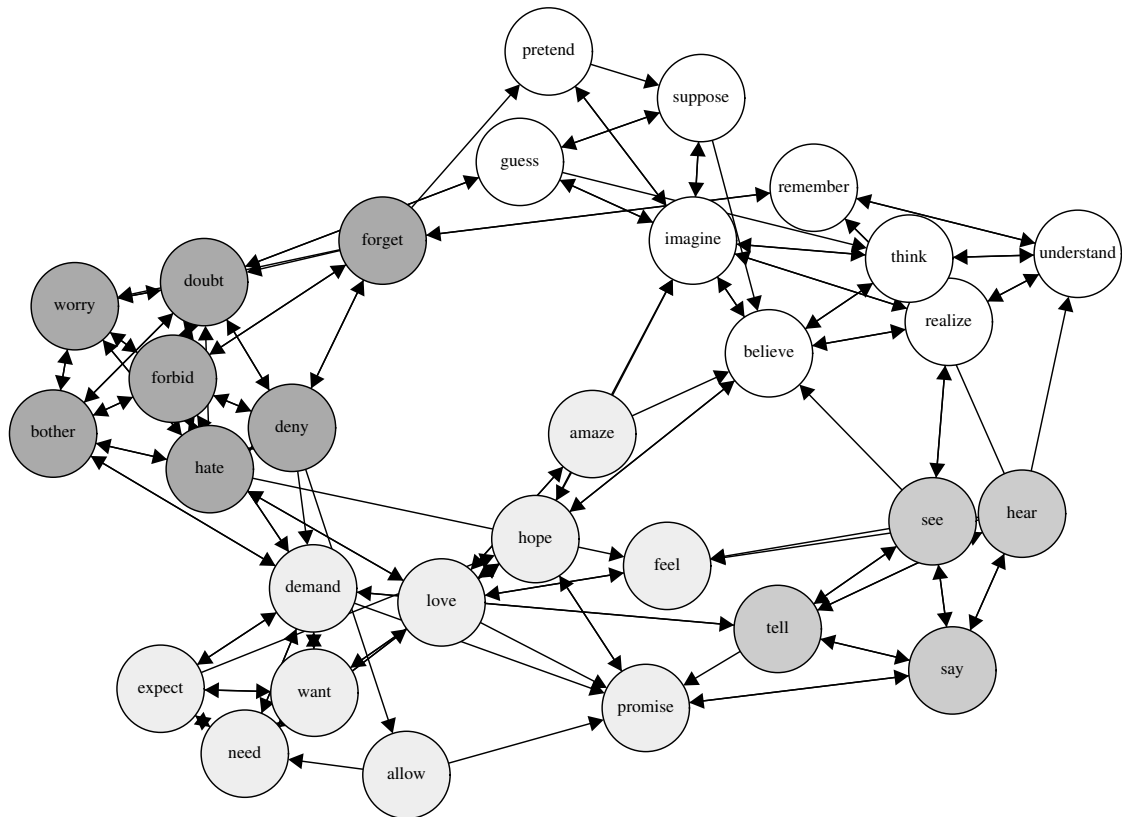 pretend
suppose
guess
remember
forget
imagine
think
understand
doubt
worry
realize
believe
forbid
bother
deny
amaze
hate
hope
see
hear
feel
demand
love
tell
say
expect
want
promise
need
allow